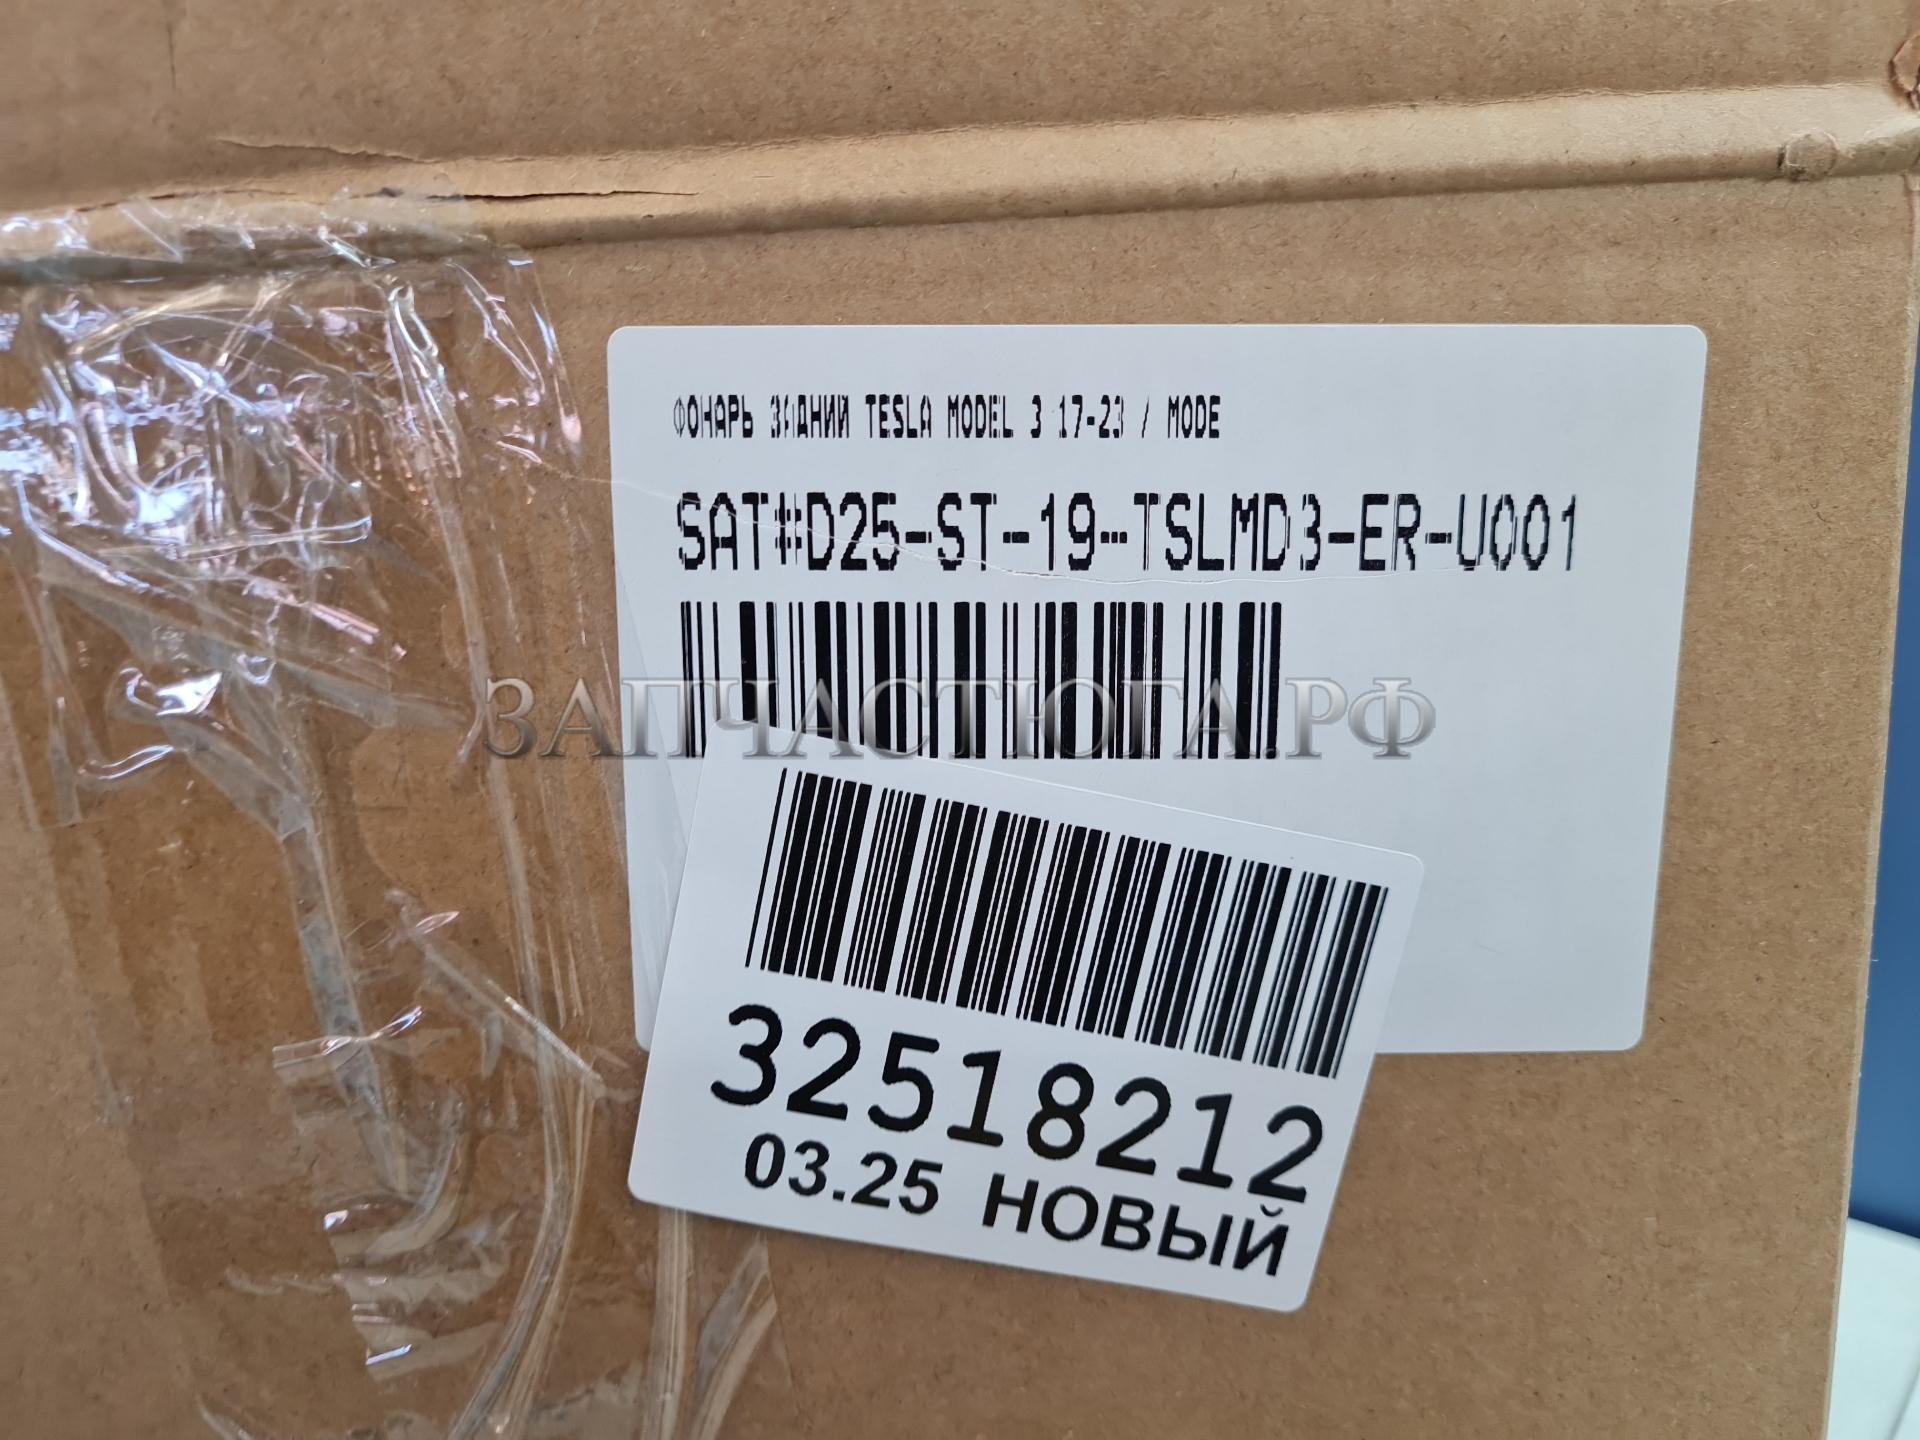 ФОНАРЬ ЗАДНИЙ TESLA MODEL 3 17-23 / MODE
SAT#D25-ST-19-TSLMD3-ER-U001
ЗАПЧАСТЮГА.РФ
32518212
03.25 НОВЫЙ